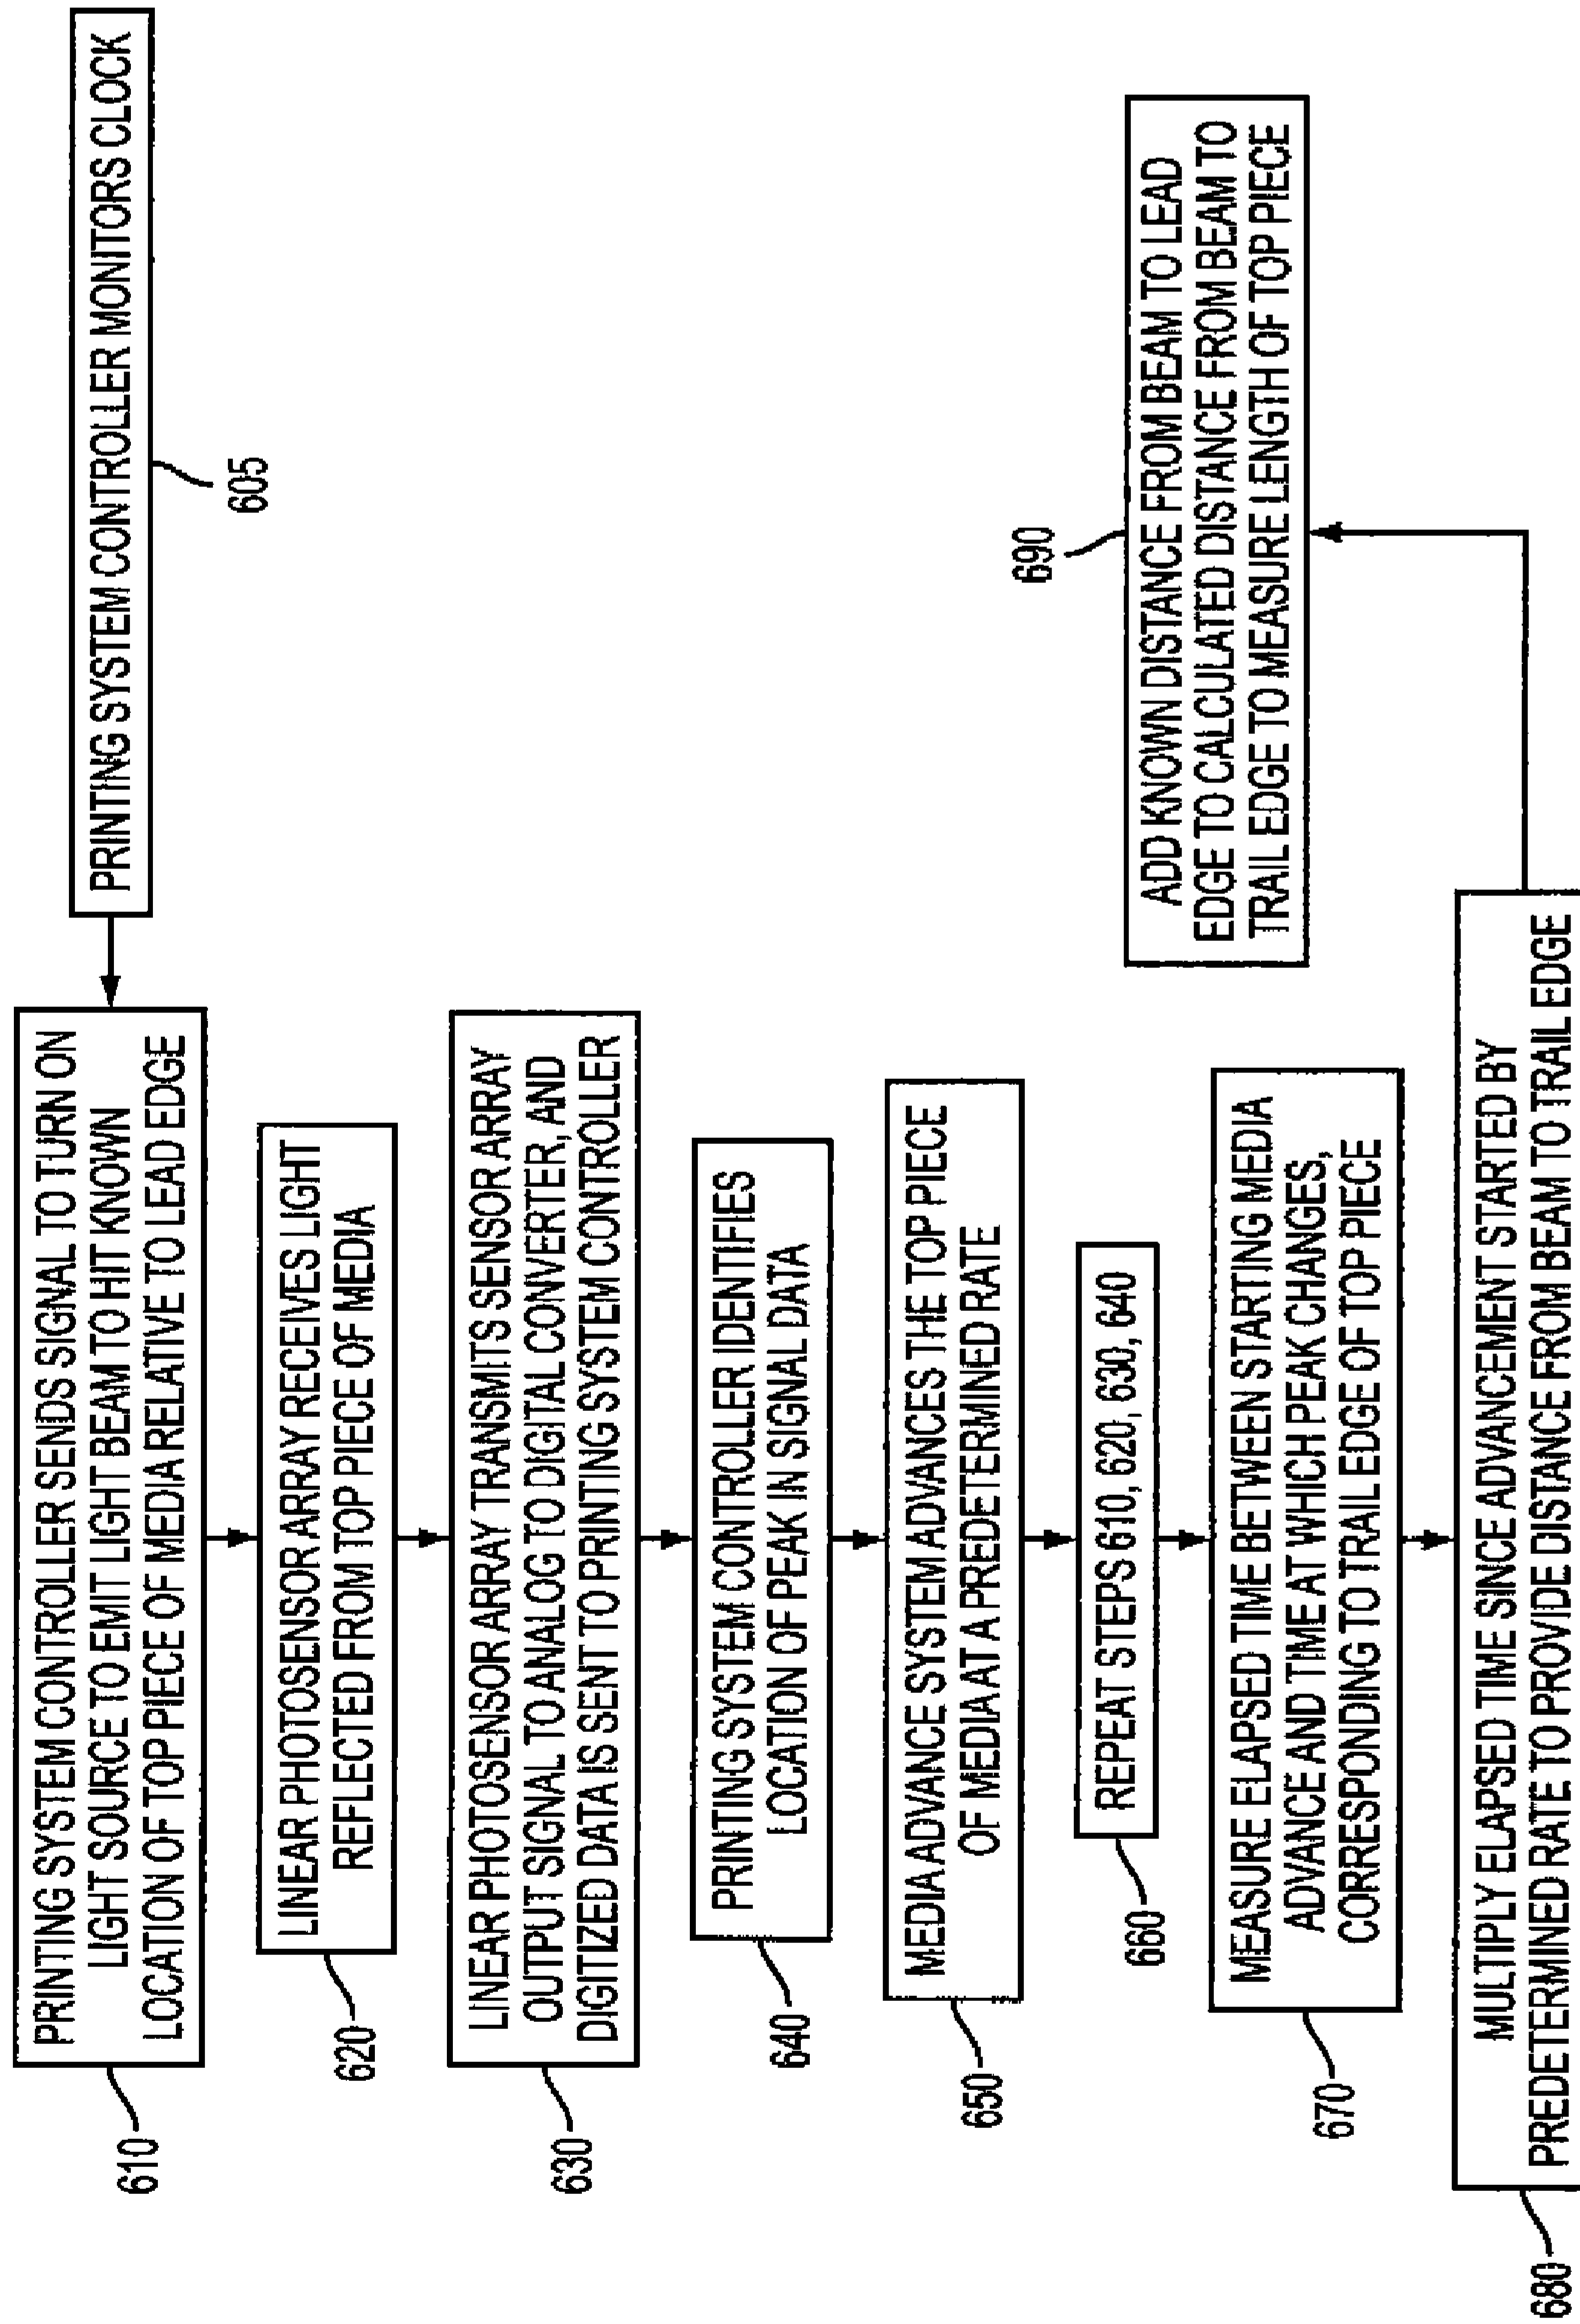 PRINTING SYSTEM CONTROLLER MONITORS CLOCK
605
PRINTING SYSTEM CONTROLLER SENDS SIGNAL TO TURN ON
LIGHT SOURCE TO EMIT LIGHT BEAM TO HIT KNOWN
LOCATION OF TOP PIECE OF MEDIA RELATIVE TO LEAD EDGE
610
LINEAR PHOTOSENSOR ARRAY RECEIVES LIGHT
REFLECTED FROM TOP PIECE OF MEDIA
620
LINEAR PHOTOSENSOR ARRAY TRANSMITS SENSOR ARRAY
OUTPUT SIGNAL TO ANALOG TO DIGITAL CONVERTER, AND
DIGITIZED DATA IS SENT TO PRINTING SYSTEM CONTROLLER
630
PRINTING SYSTEM CONTROLLER IDENTIFIES
LOCATION OF PEAK IN SIGNAL DATA
640
MEDIA ADVANCE SYSTEM ADVANCES THE TOP PIECE
OF MEDIA AT A PREDETERMINED RATE
650
REPEAT STEPS 610, 620, 630, 640
660
MEASURE ELAPSED TIME BETWEEN STARTING MEDIA
ADVANCE AND TIME AT WHICH PEAK CHANGES,
CORRESPONDING TO TRAIL EDGE OF TOP PIECE
670
MULTIPLY ELAPSED TIME SINCE ADVANCEMENT STARTED BY
PREDETERMINED RATE TO PROVIDE DISTANCE FROM BEAM TO TRAIL EDGE
680
690
ADD KNOWN DISTANCE FROM BEAM TO LEAD
EDGE TO CALCULATED DISTANCE FROM BEAM TO
TRAIL EDGE TO MEASURE LENGTH OF TOP PIECE